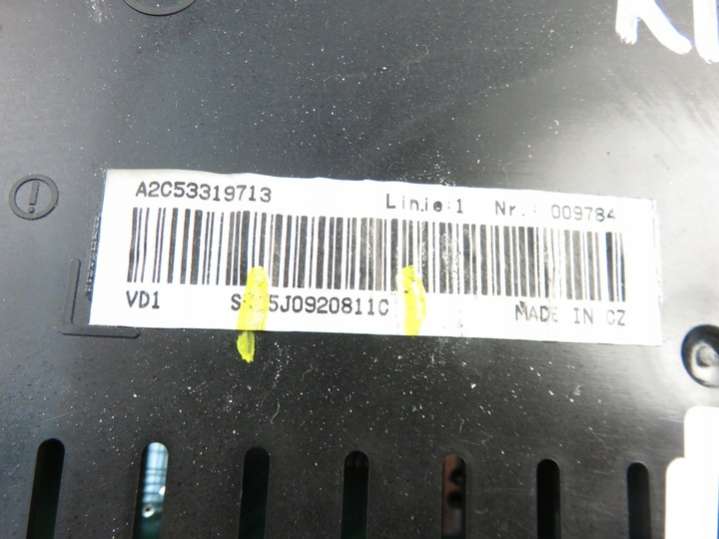 A2C53319713 Linie:1 Nr.: 009784
VD1 5J0920811C MADE IN CZ